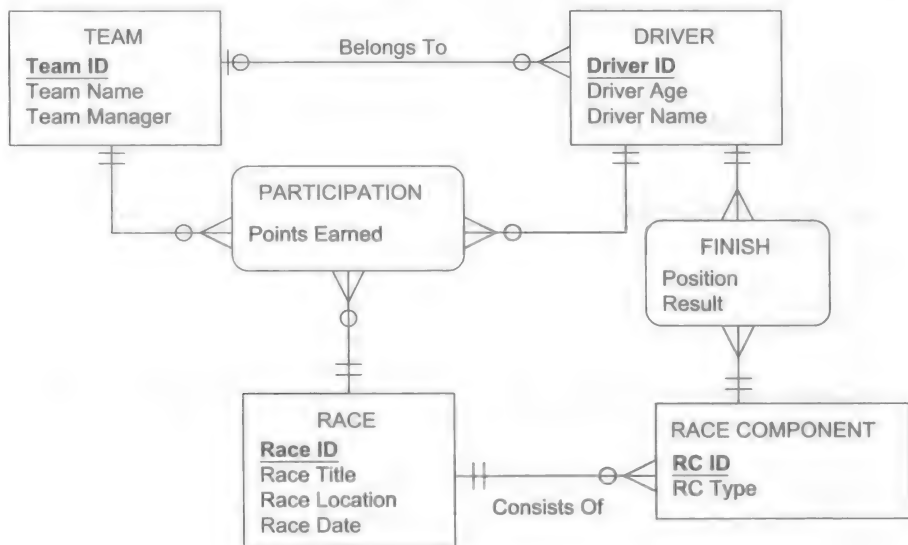 TEAM
Team ID
Team Name
Team Manager
Belongs To
DRIVER
Driver ID
Driver Age
Driver Name
PARTICIPATION
Points Earned
FINISH
Position
Result
RACE
Race ID
Race Title
Race Location
Race Date
Consists Of
RACE COMPONENT
RC ID
RC Type